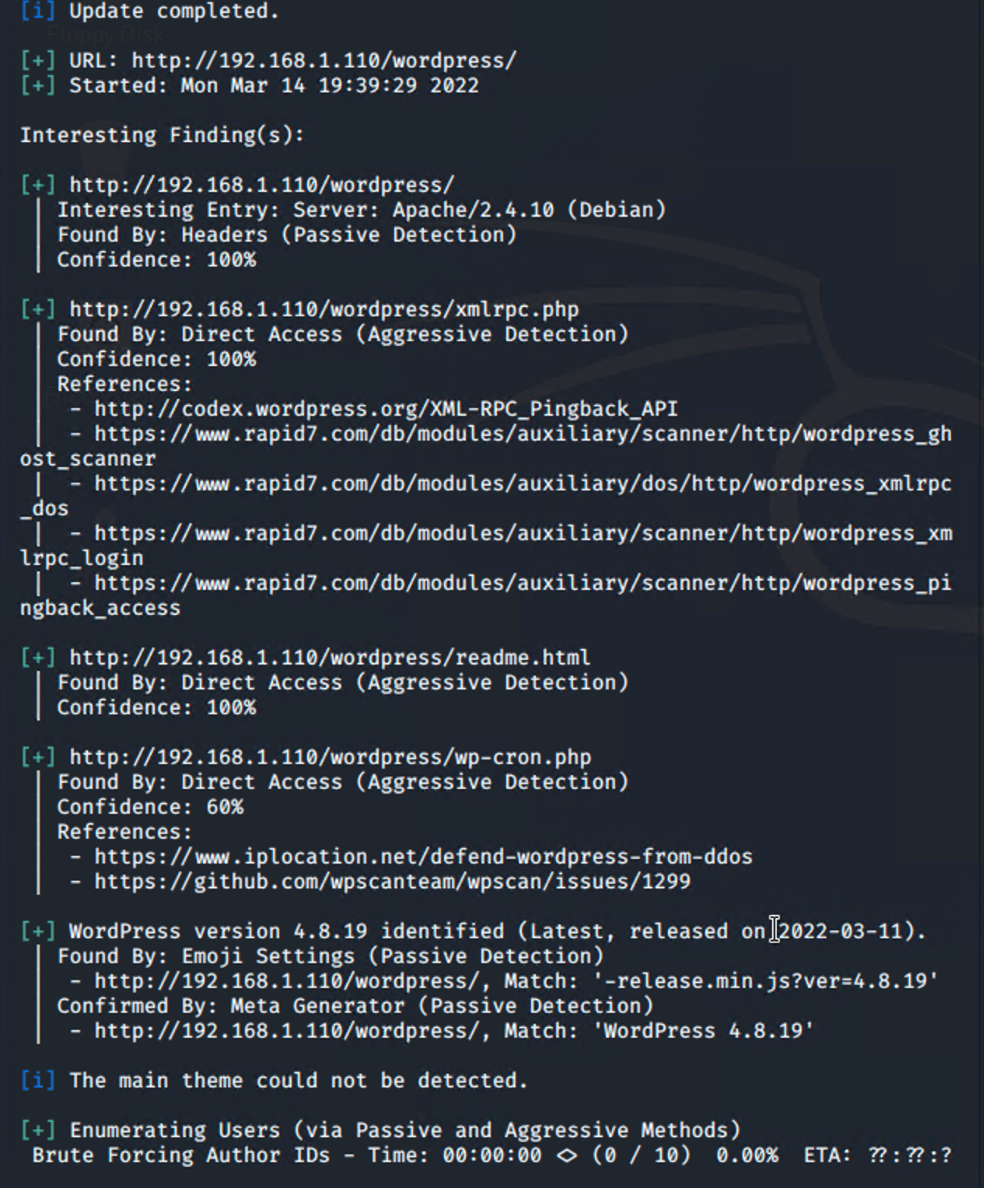 [i] Update completed.
Floppy Disk
[+] URL: http://192.168.1.110/wordpress/
[+] Started: Mon Mar 14 19:39:29 2022
Interesting Finding(s):
[+] http://192.168.1.110/wordpress/
| Interesting Entry: Server: Apache/2.4.10 (Debian)
| Found By: Headers (Passive Detection)
| Confidence: 100%
[+] http://192.168.1.110/wordpress/xmlrpc.php
| Found By: Direct Access (Aggressive Detection)
| Confidence: 100%
| References:
|  - http://codex.wordpress.org/XML-RPC_Pingback_API
|  - https://www.rapid7.com/db/modules/auxiliary/scanner/http/wordpress_gh
ost_scanner
|  - https://www.rapid7.com/db/modules/auxiliary/dos/http/wordpress_xmlrpc
_dos
|  - https://www.rapid7.com/db/modules/auxiliary/scanner/http/wordpress_xm
lrpc_login
|  - https://www.rapid7.com/db/modules/auxiliary/scanner/http/wordpress_pi
ngback_access
[+] http://192.168.1.110/wordpress/readme.html
| Found By: Direct Access (Aggressive Detection)
| Confidence: 100%
[+] http://192.168.1.110/wordpress/wp-cron.php
| Found By: Direct Access (Aggressive Detection)
| Confidence: 60%
| References:
|  - https://www.iplocation.net/defend-wordpress-from-ddos
|  - https://github.com/wpscanteam/wpscan/issues/1299
[+] WordPress version 4.8.19 identified (Latest, released on 2022-03-11).
| Found By: Emoji Settings (Passive Detection)
|  - http://192.168.1.110/wordpress/, Match: '-release.min.js?ver=4.8.19'
| Confirmed By: Meta Generator (Passive Detection)
|  - http://192.168.1.110/wordpress/, Match: 'WordPress 4.8.19'
[i] The main theme could not be detected.
[+] Enumerating Users (via Passive and Aggressive Methods)
Brute Forcing Author IDs - Time: 00:00:00 <> (0 / 10)  0.00%  ETA: ??:??:?